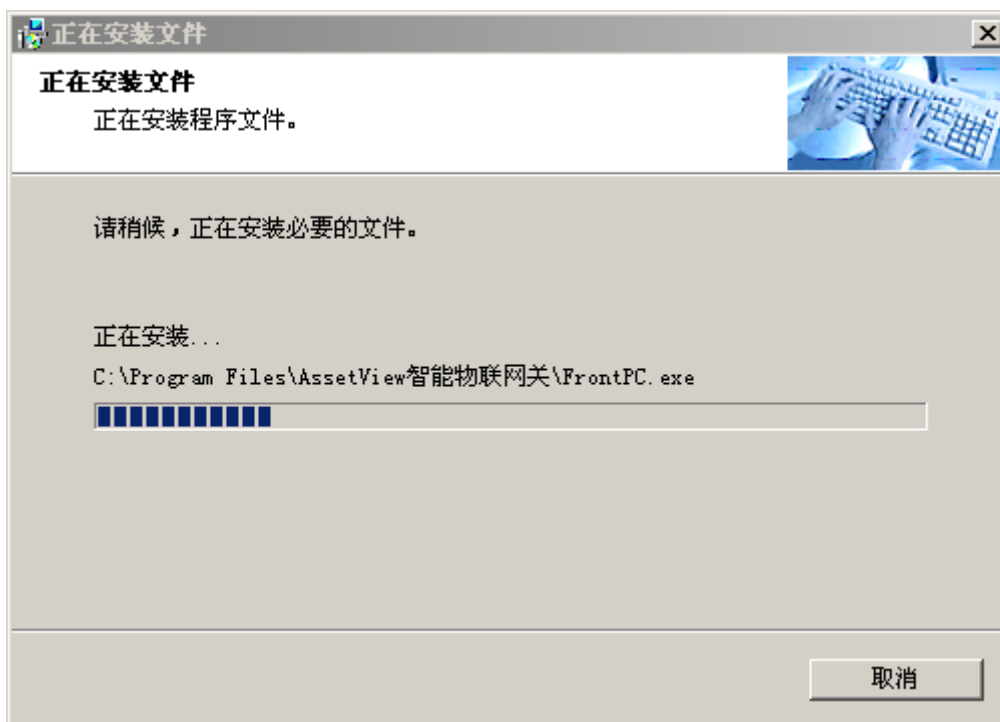 正在安装文件
正在安装文件
正在安装程序文件。
请稍候，正在安装必要的文件。
正在安装...
C:\Program Files\AssetView智能物联网关\FrontPC.exe
取消